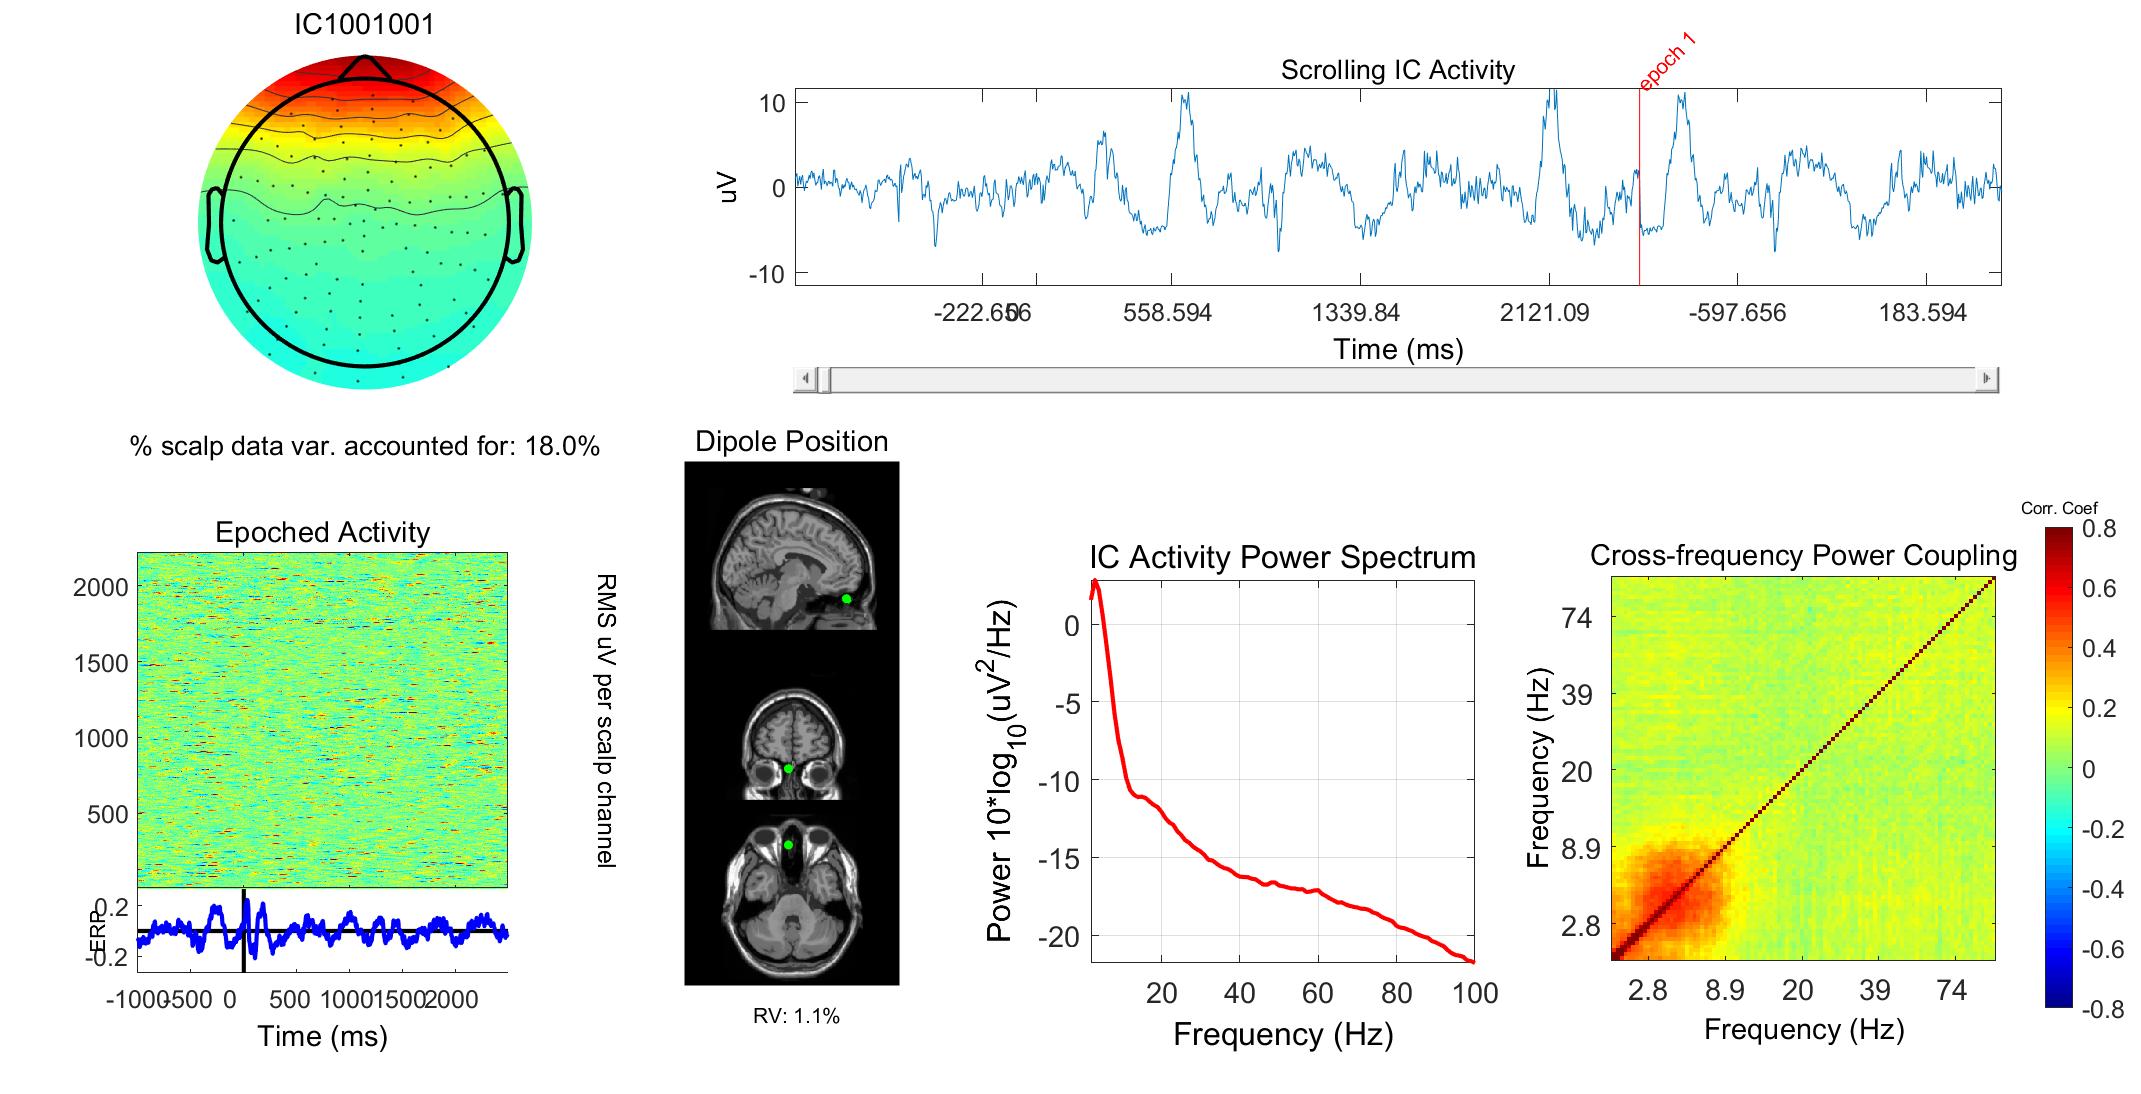 IC1001001
% scalp data var. accounted for: 18.0%
Scrolling IC Activity
epoch 1
uV
10
0
-10
-222.656
0
558.594
1339.84
2121.09
-597.656
183.594
Time (ms)
Epoched Activity
2000
1500
1000
500
ERP
0.2
-0.2
-1000
-500
0
500
1000
1500
2000
Time (ms)
RMS uV per scalp channel
Dipole Position
RV: 1.1%
IC Activity Power Spectrum
Power 10*log10(uV2/Hz)
0
-5
-10
-15
-20
20
40
60
80
100
Frequency (Hz)
Cross-frequency Power Coupling
Frequency (Hz)
74
39
20
8.9
2.8
2.8
8.9
20
39
74
Frequency (Hz)
Corr. Coef
0.8
0.6
0.4
0.2
0
-0.2
-0.4
-0.6
-0.8